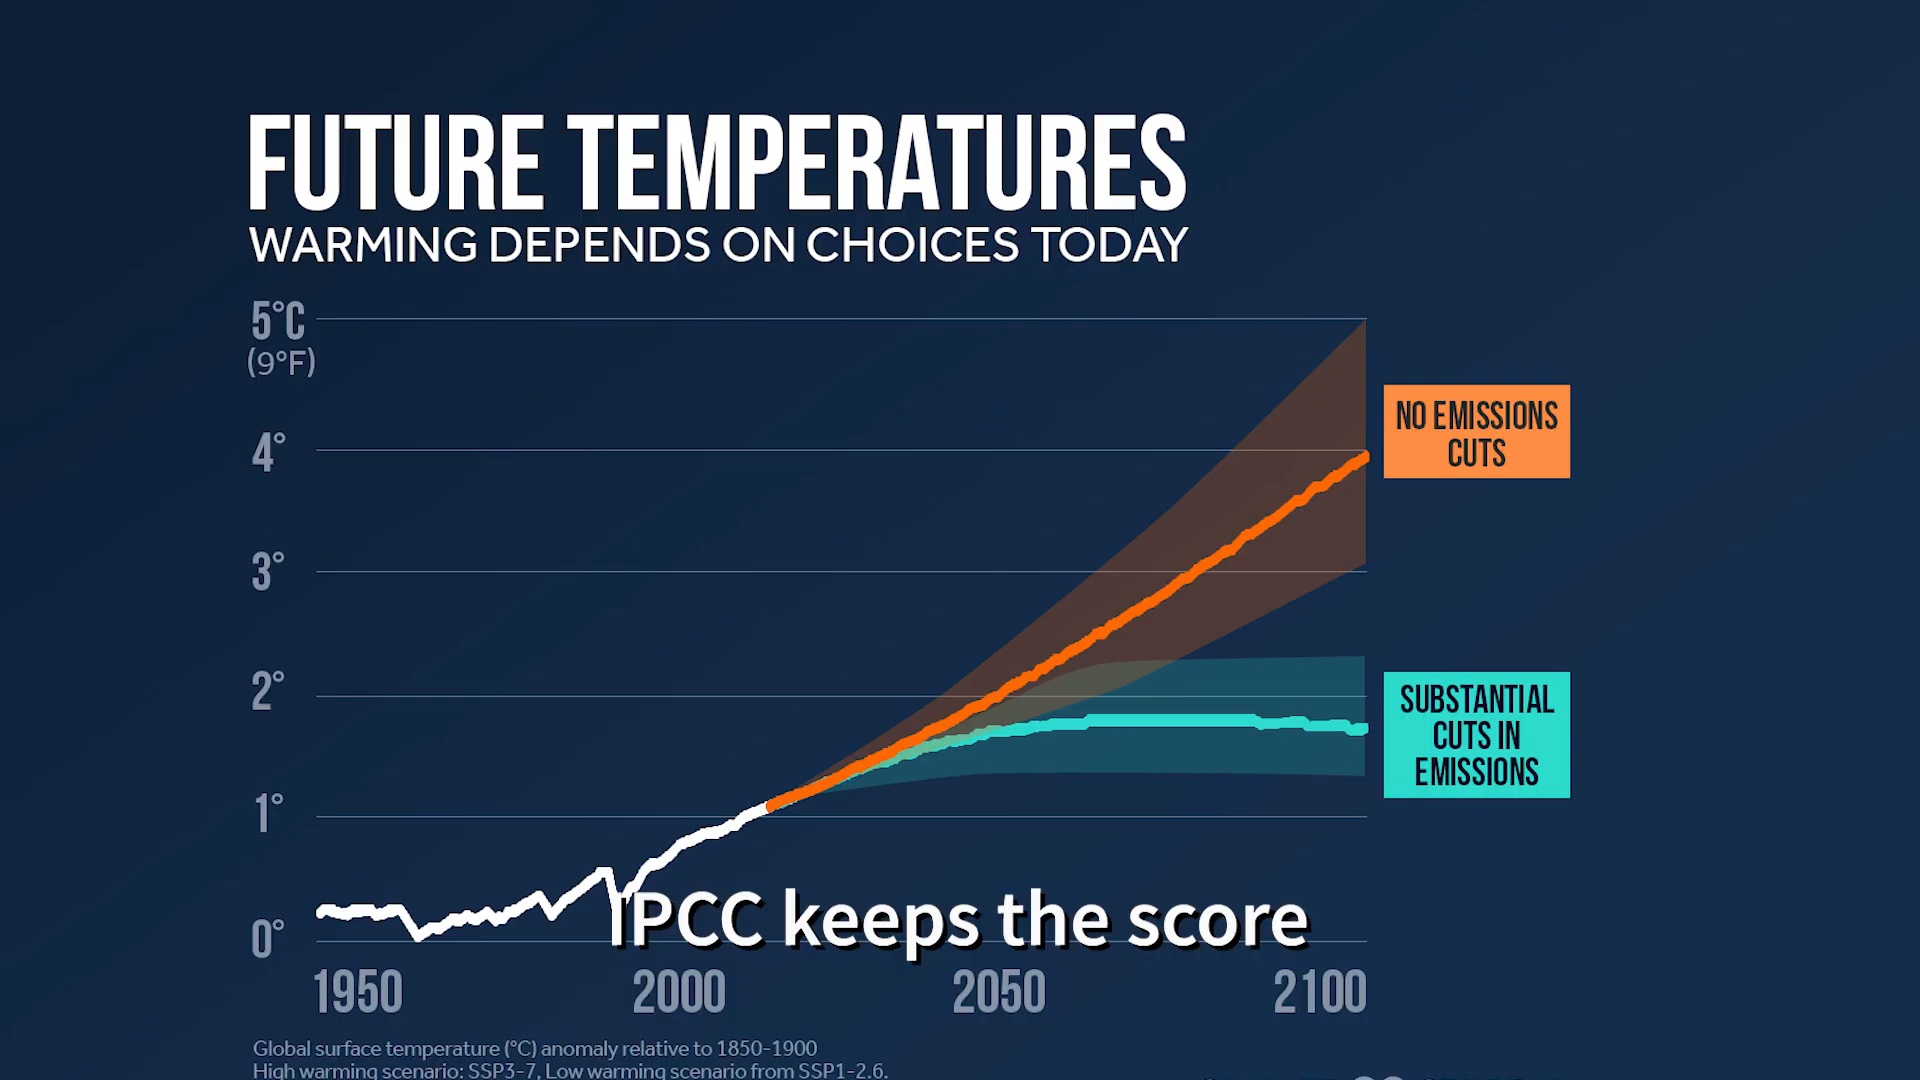 FUTURE TEMPERATURES
WARMING DEPENDS ON CHOICES TODAY
5°C
(9°F)
4°
3°
2°
1°
0°
NO EMISSIONS
CUTS
SUBSTANTIAL
CUTS IN
EMISSIONS
IPCC keeps the score
1950 2000 2050 2100
Global surface temperature (°C) anomaly relative to 1850-1900
High warming scenario: SSP3-7, Low warming scenario from SSP1-2.6.